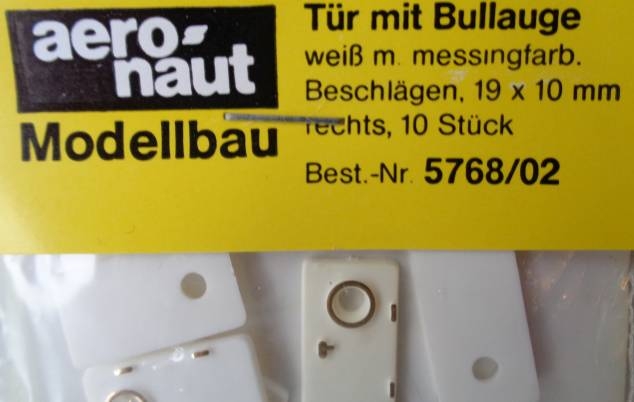 aero-
naut
Modellbau
Tür mit Bullauge
weiß m. messingfarb.
Beschlägen, 19 x 10 mm
rechts, 10 Stück
Best.-Nr. 5768/02